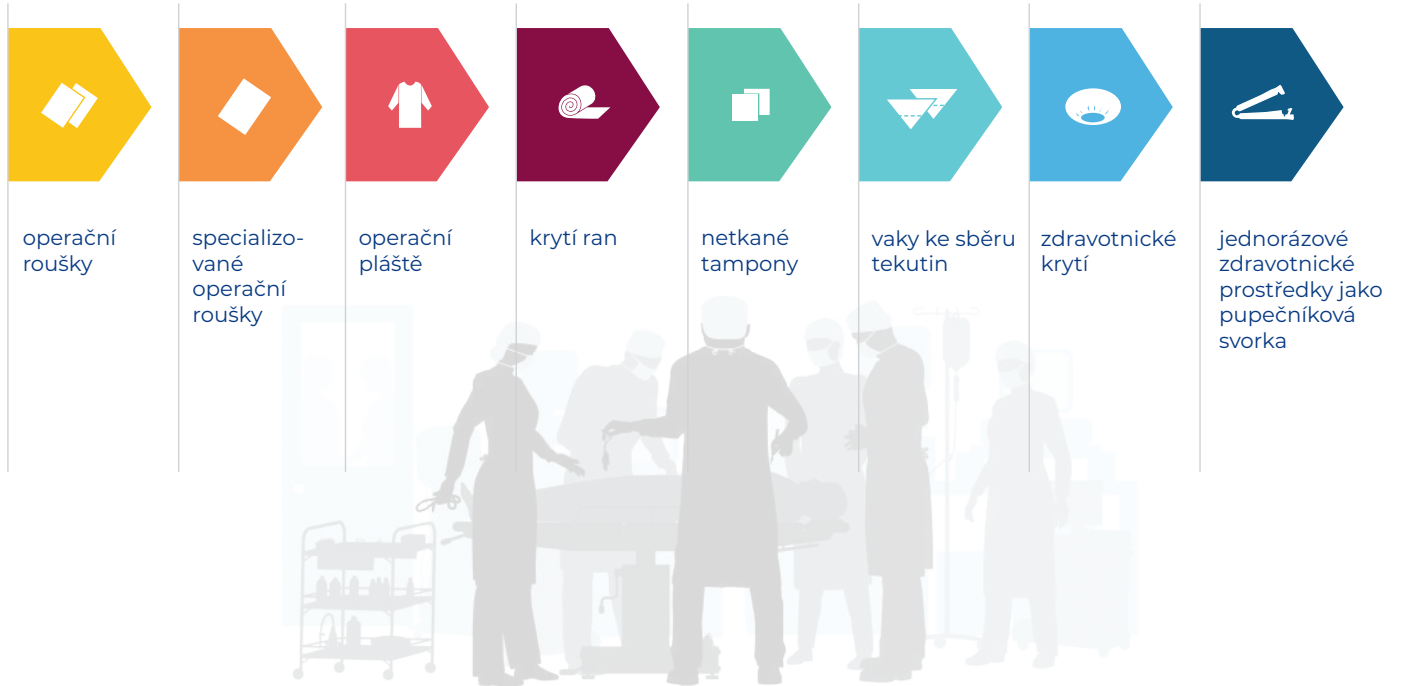 operační
roušky
specializo-
vané
operační
roušky
operační
pláště
krytí ran
netkané
tampony
vaky ke sběru
tekutin
zdravotnické
krytí
jednorázové
zdravotnické
prostředky jako
pupečníková
svorka